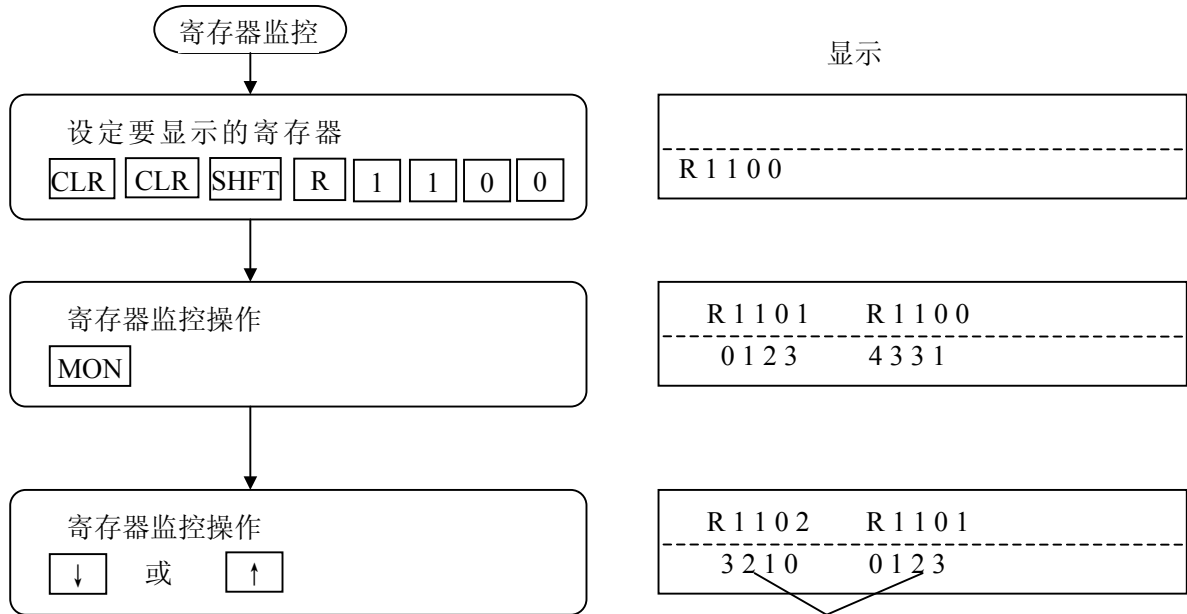 寄存器监控
显示
设定要显示的寄存器
CLR CLR SHFT R 1 1 0 0
R1100
寄存器监控操作
MON
R1101 R1100
0123 4331
寄存器监控操作
↓ 或 ↑
R1102 R1101
3210 0123